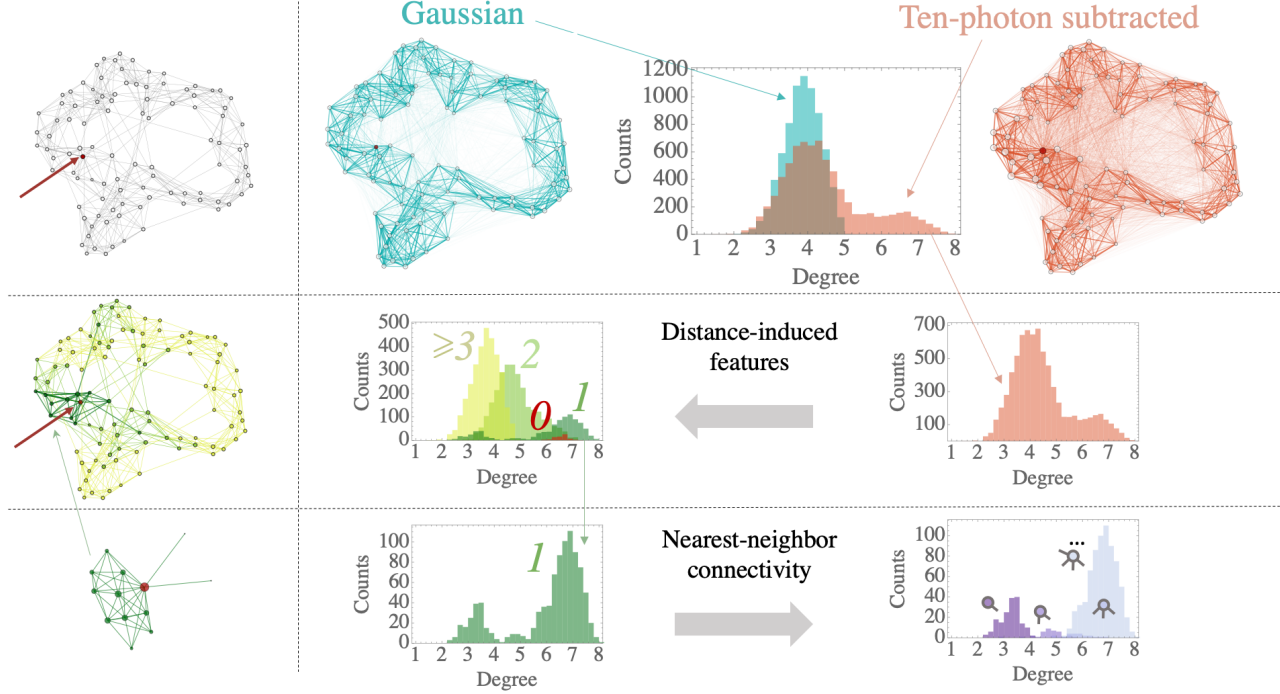 Gaussian
Ten-photon subtracted
1200
1000
800
600
400
200
0
Counts
1 2 3 4 5 6 7 8
Degree
500
400
300
200
100
0
Counts
≥3
2
0
1
1 2 3 4 5 6 7 8
Degree
Distance-induced
features
700
500
300
100
Counts
1 2 3 4 5 6 7 8
Degree
100
80
60
40
20
0
Counts
1
1 2 3 4 5 6 7 8
Degree
Nearest-neighbor
connectivity
100
80
60
40
20
0
Counts
...
1 2 3 4 5 6 7 8
Degree